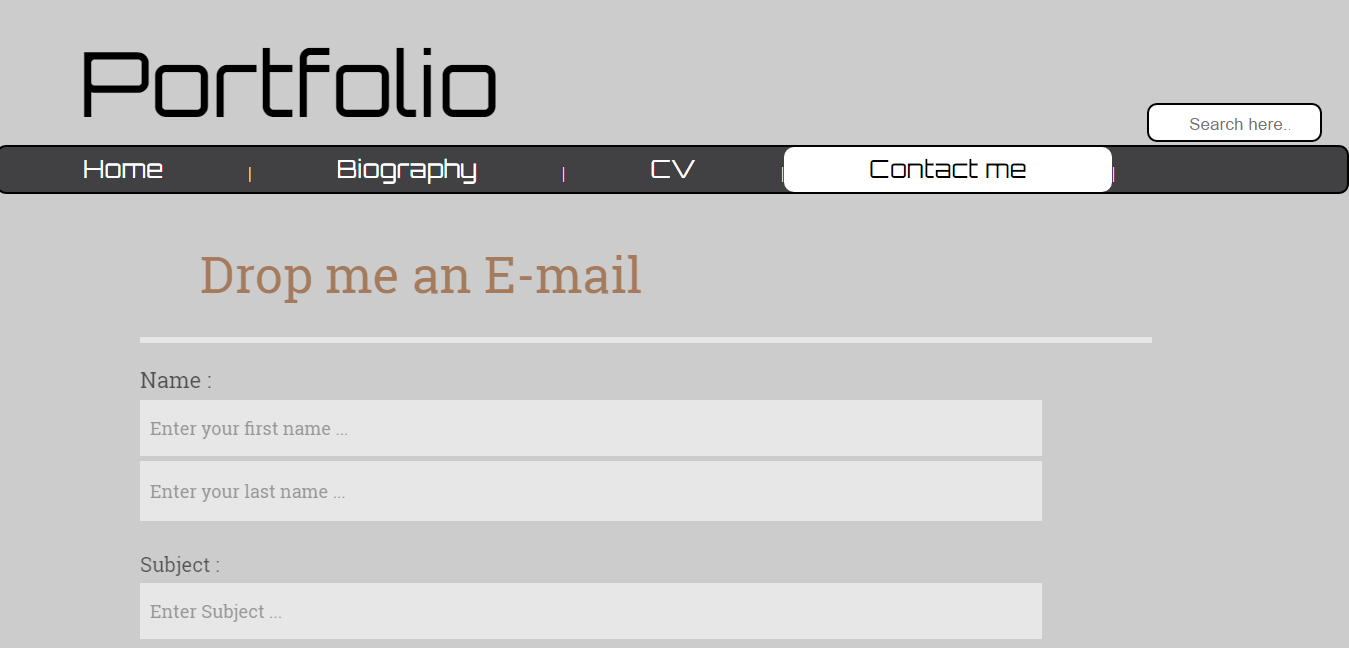 Portfolio
Search here..
Home | Biography | CV | Contact me |
Drop me an E-mail
Name :
Enter your first name ...
Enter your last name ...
Subject :
Enter Subject ...